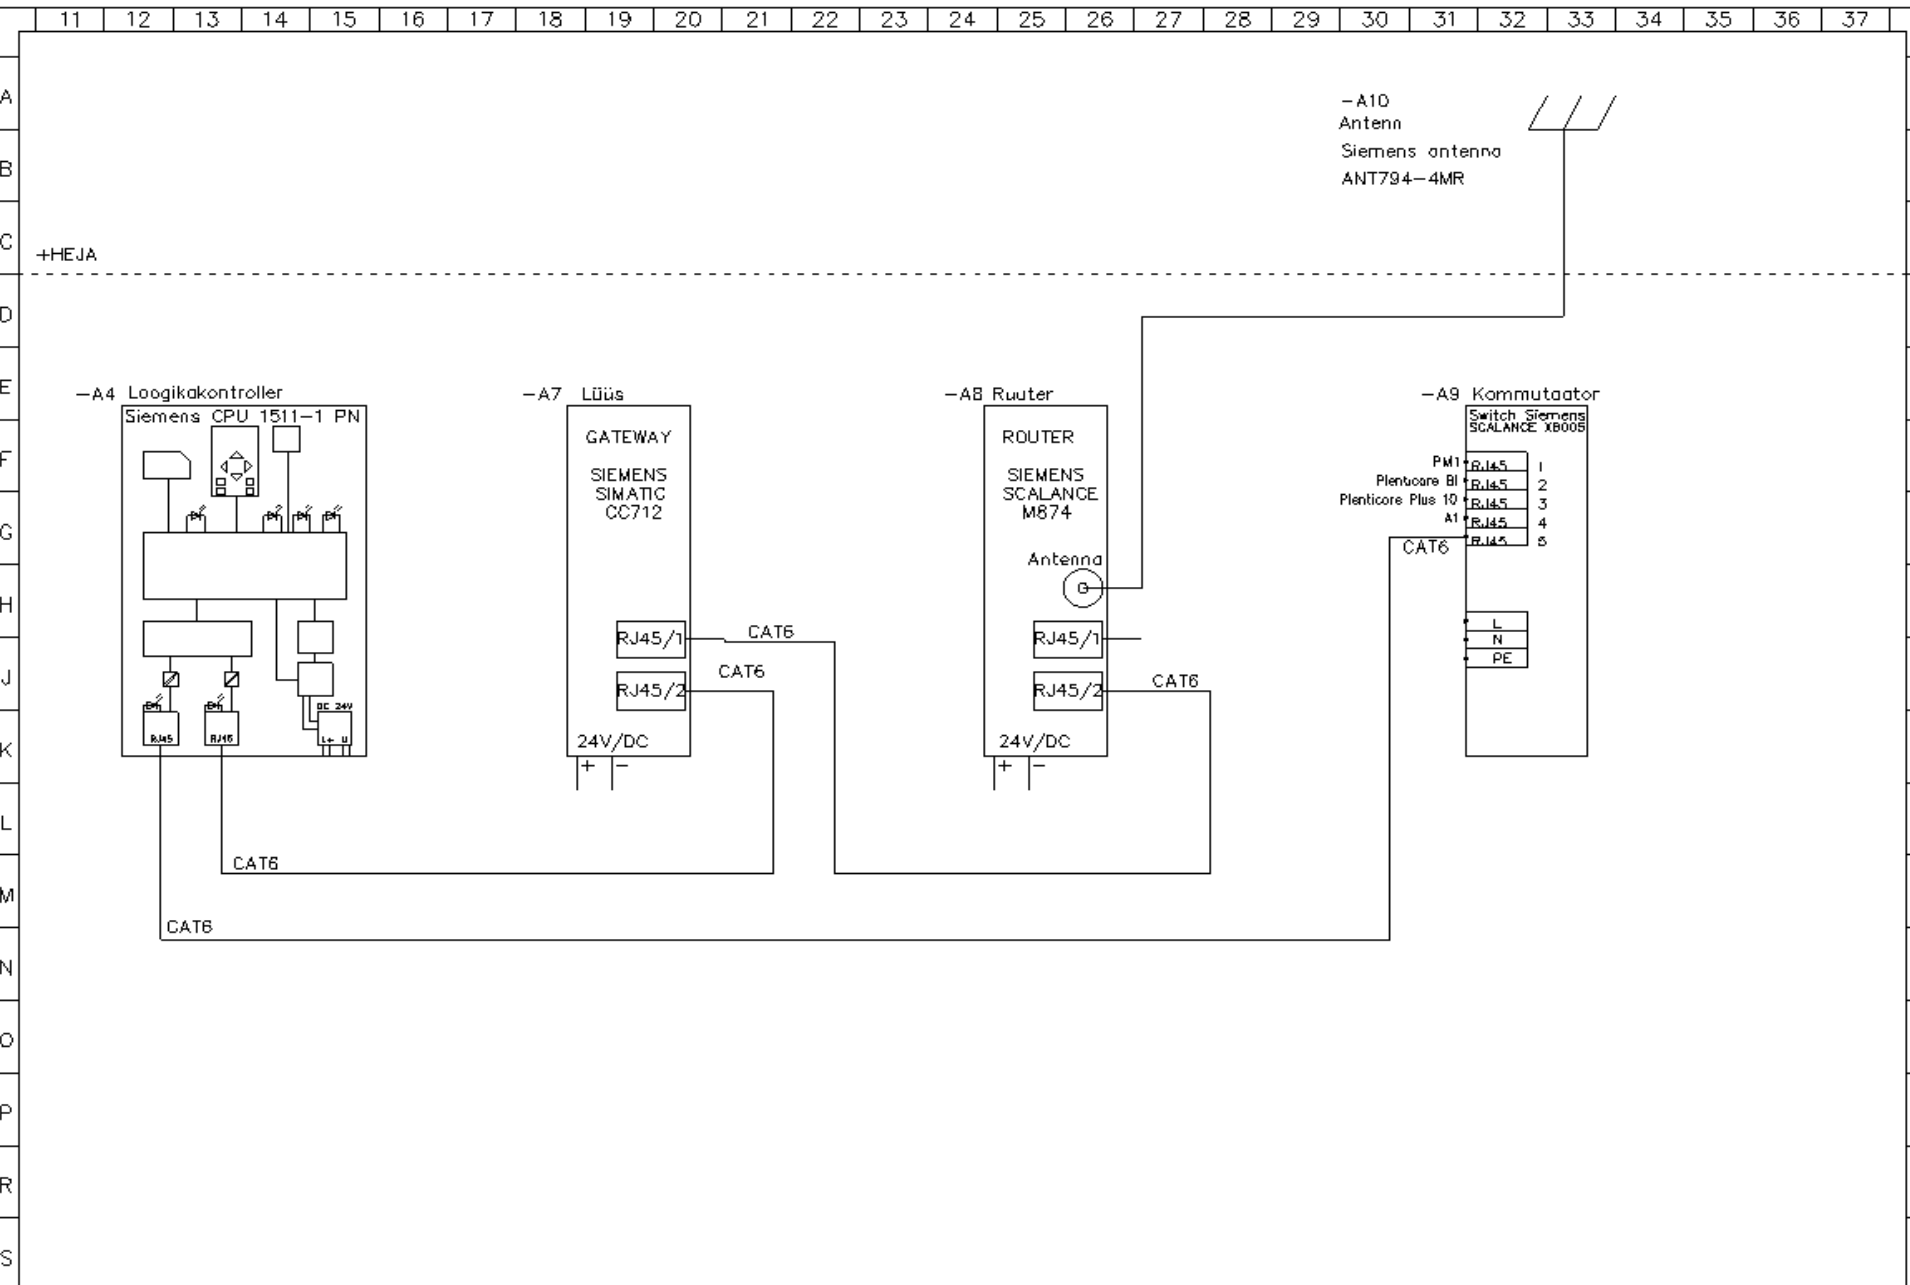 11 12 13 14 15 16 17 18 19 20 21 22 23 24 25 26 27 28 29 30 31 32 33 34 35 36 37
A
-A10
Antenn
B
Siemens antenna
ANT794-4MR
C
+HEJA
D
E
-A4 Loogikakontroller
-A7 Lüüs
-A8 Ruuter
-A9 Kommutaator
Siemens CPU 1511-1 PN
Switch Siemens
SCALANCE XB005
GATEWAY
ROUTER
F
SIEMENS
SIMATIC
CC712
SIEMENS
SCALANCE
M874
PM1 RJ45 1
Plenticore BI RJ45 2
Plenticore Plus 10 RJ45 3
A1 RJ45 4
RJ45 5
G
CAT6
Antenna
H
L
N
PE
RJ45/1
CAT6
RJ45/1
J
CAT6
RJ45/2
RJ45/2
CAT6
DC 24V
RJ45
RJ45
L+
K
24V/DC
+ -
24V/DC
+ -
L
CAT6
M
CAT6
N
O
P
R
S